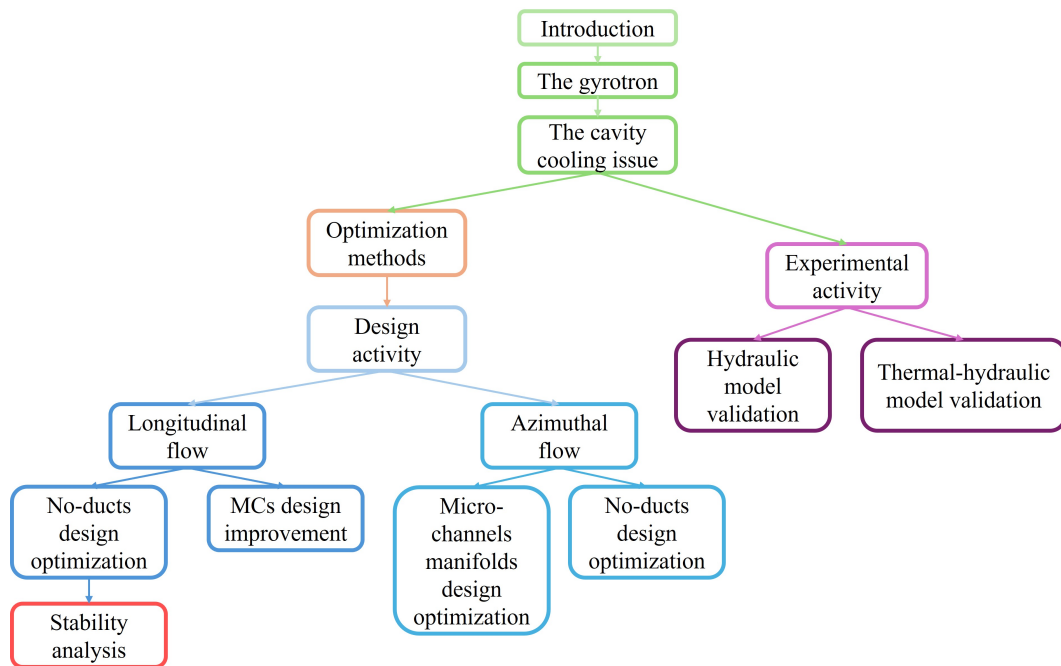 Introduction
The gyrotron
The cavity
cooling issue
Optimization
methods
Experimental
activity
Design
activity
Hydraulic
model
validation
Thermal-hydraulic
model validation
Longitudinal
flow
Azimuthal
flow
No-ducts
design
optimization
MCs design
improvement
Micro-
channels
manifolds
design
optimization
No-ducts
design
optimization
Stability
analysis